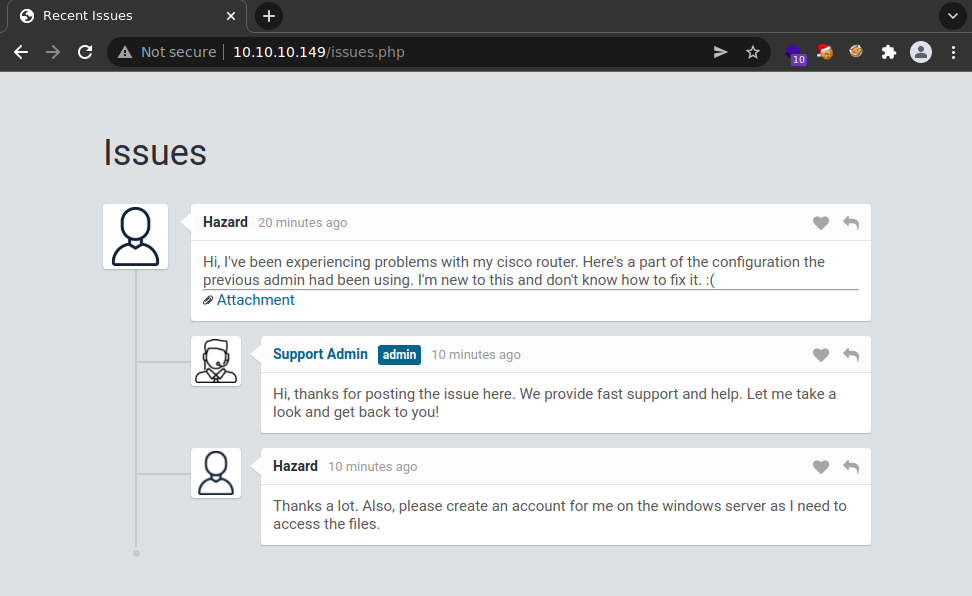 Recent Issues
Not secure 10.10.10.149/issues.php
10
Issues
Hazard 20 minutes ago
Hi, I've been experiencing problems with my cisco router. Here's a part of the configuration the
previous admin had been using. I'm new to this and don't know how to fix it. :(
Attachment
Support Admin admin 10 minutes ago
Hi, thanks for posting the issue here. We provide fast support and help. Let me take a
look and get back to you!
Hazard 10 minutes ago
Thanks a lot. Also, please create an account for me on the windows server as I need to
access the files.